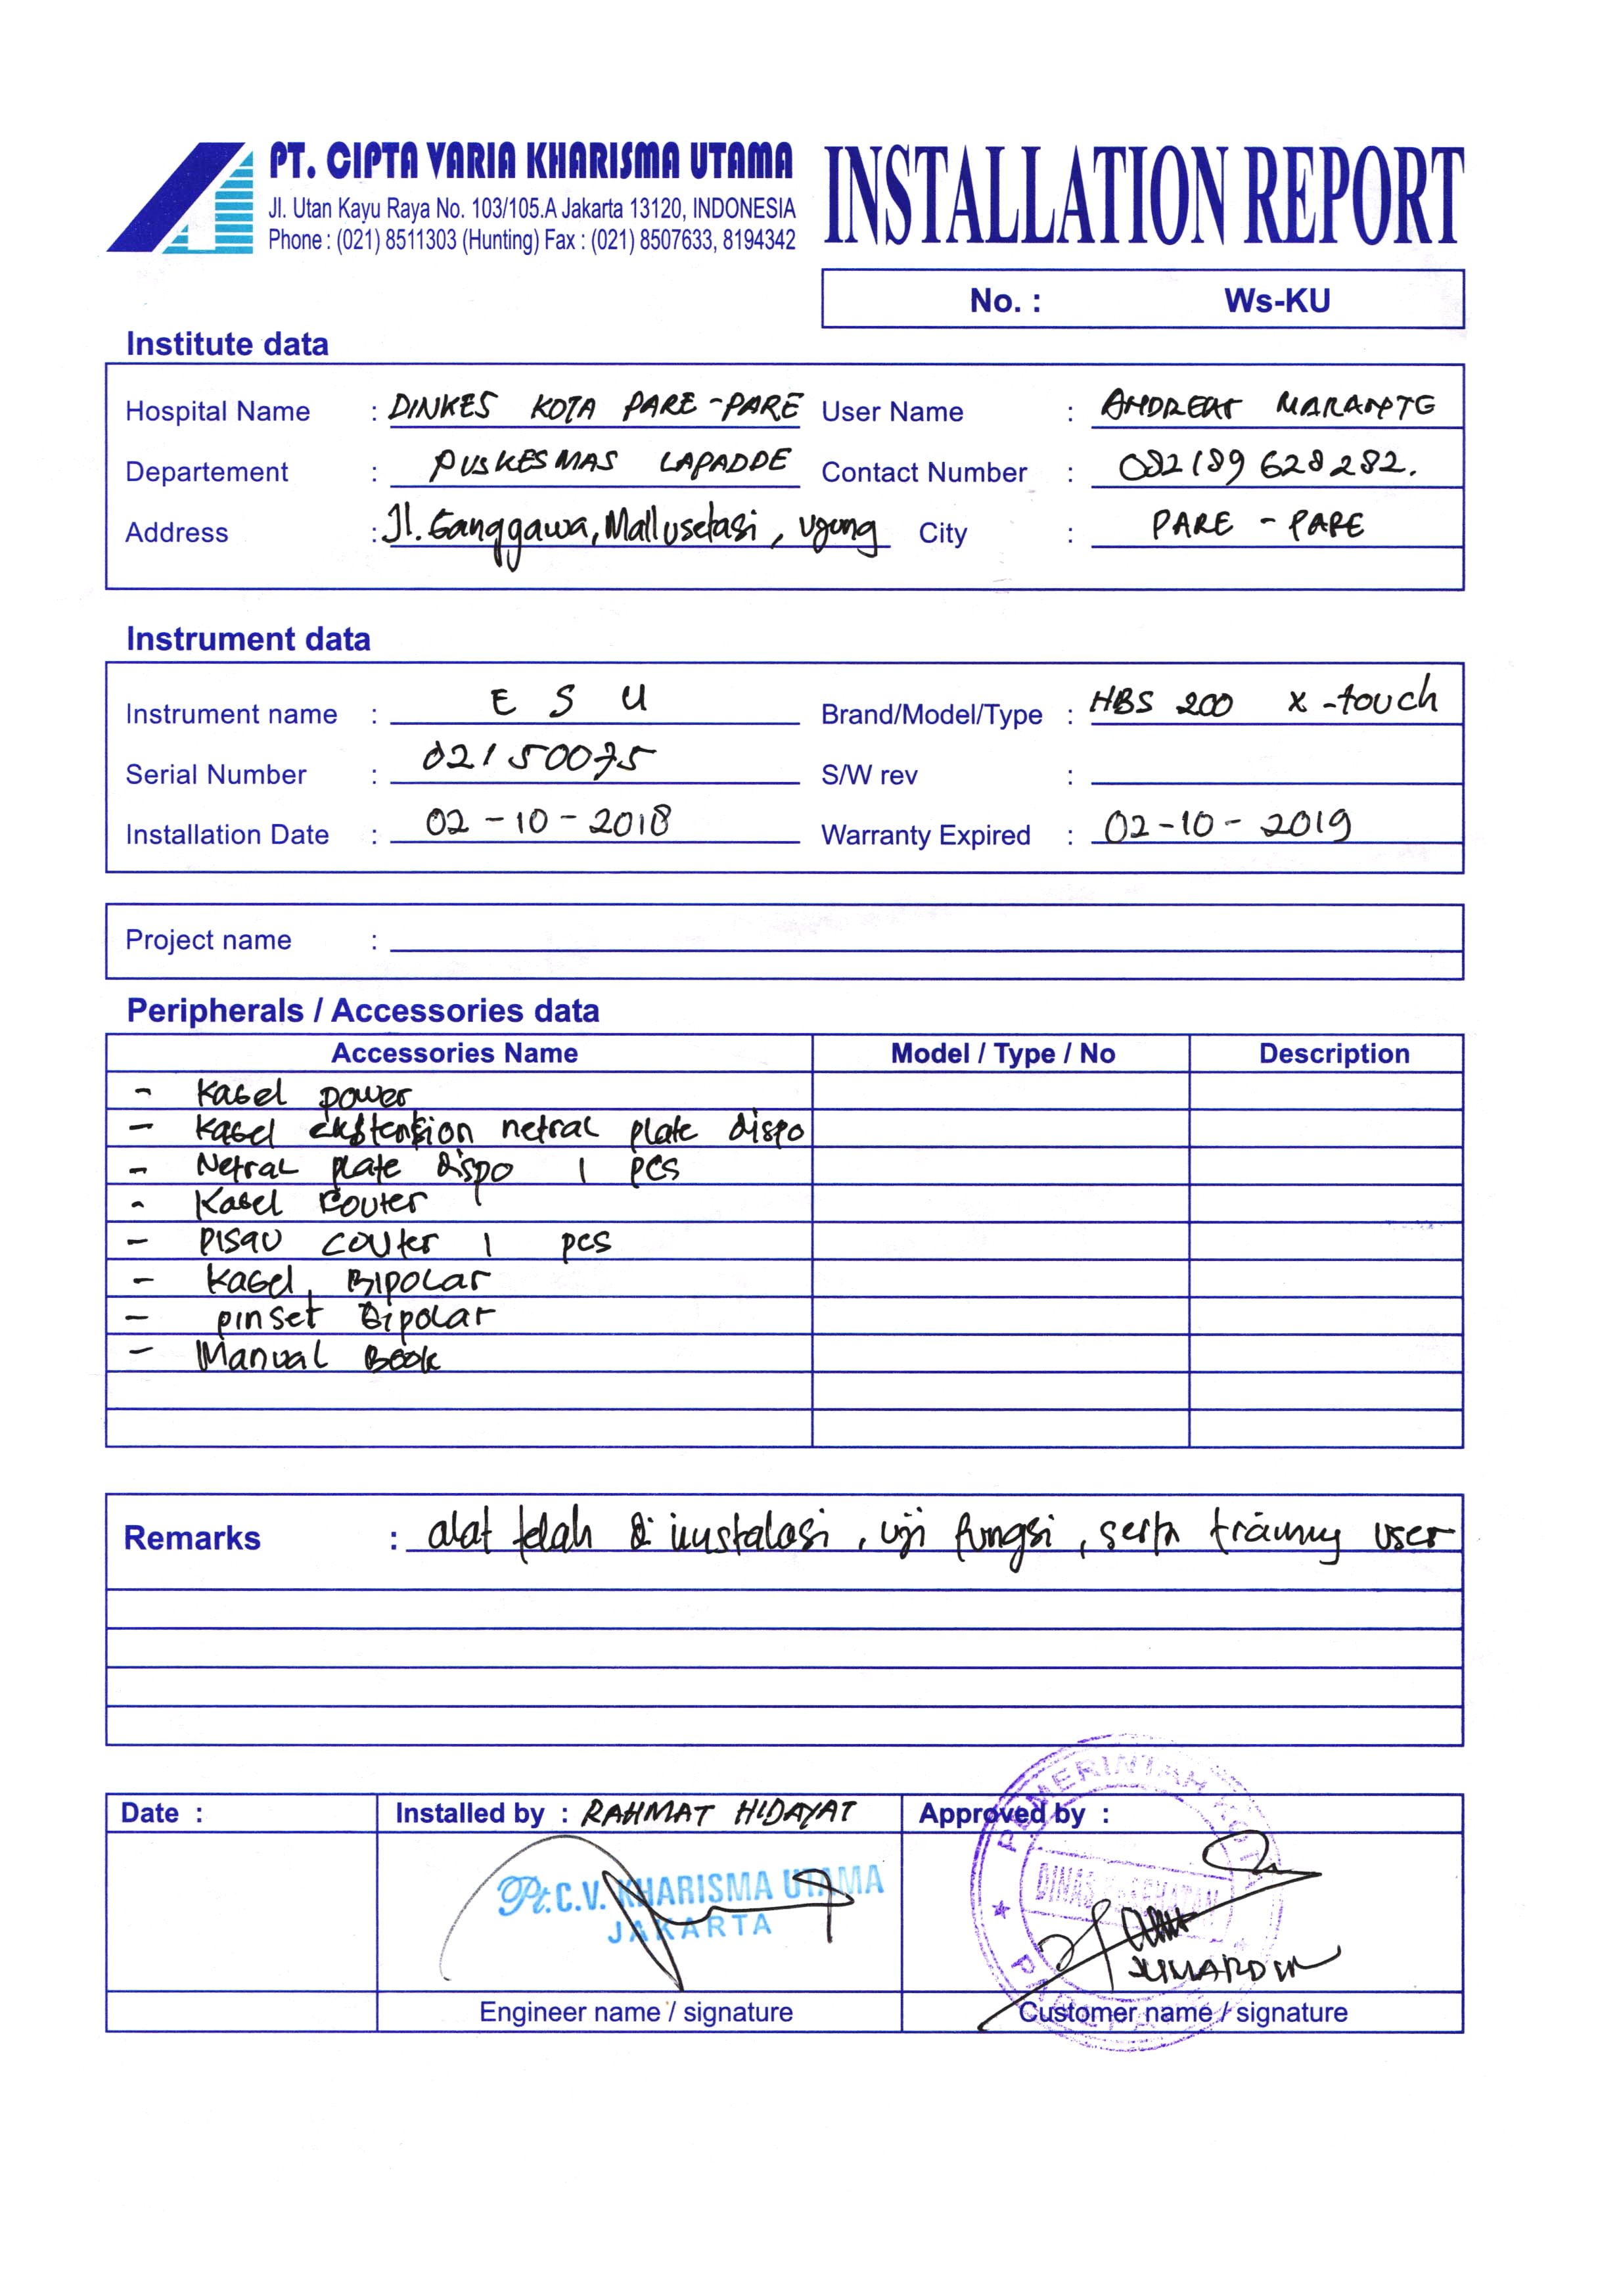 PT. CIPTA VARIA KHARISMA UTAMA
Jl. Utan Kayu Raya No. 103/105.A Jakarta 13120, INDONESIA
Phone : (021) 8511303 (Hunting) Fax : (021) 8507633, 8194342
INSTALLATION REPORT
No. : Ws-KU
Institute data
Hospital Name : DINKES KOTA PARE-PARE User Name :
Departement : PUSKESMAS LAPADDE Contact Number : 082189628282.
Address : Jl. Ganggawa, Mallusetasi, Ujung City : PARE - PARE
Instrument data
Instrument name : E S U Brand/Model/Type : HBS 200 X-touch
Serial Number : 02150075 S/W rev :
Installation Date : 02-10-2018 Warranty Expired : 02-10-2019
Project name :
Peripherals / Accessories data
Accessories Name Model / Type / No Description
- Kabel power
- Kabel netral plate dispo
- Netral plate dispo 1 pcs
- Kabel
- Pisau couter 1 pcs
- Kabel Bipolar
- pinset Bipolar
- Manual Book
Remarks : alat telah di instalasi, uji fungsi, serta training user
Date : Installed by : RAHMAT HIDAYAT Approved by :
Pt. C.V. KHARISMA UTAMA
JAKARTA
PEMERINTAH KOTA
DINAS KESEHATAN
Engineer name / signature Customer name / signature